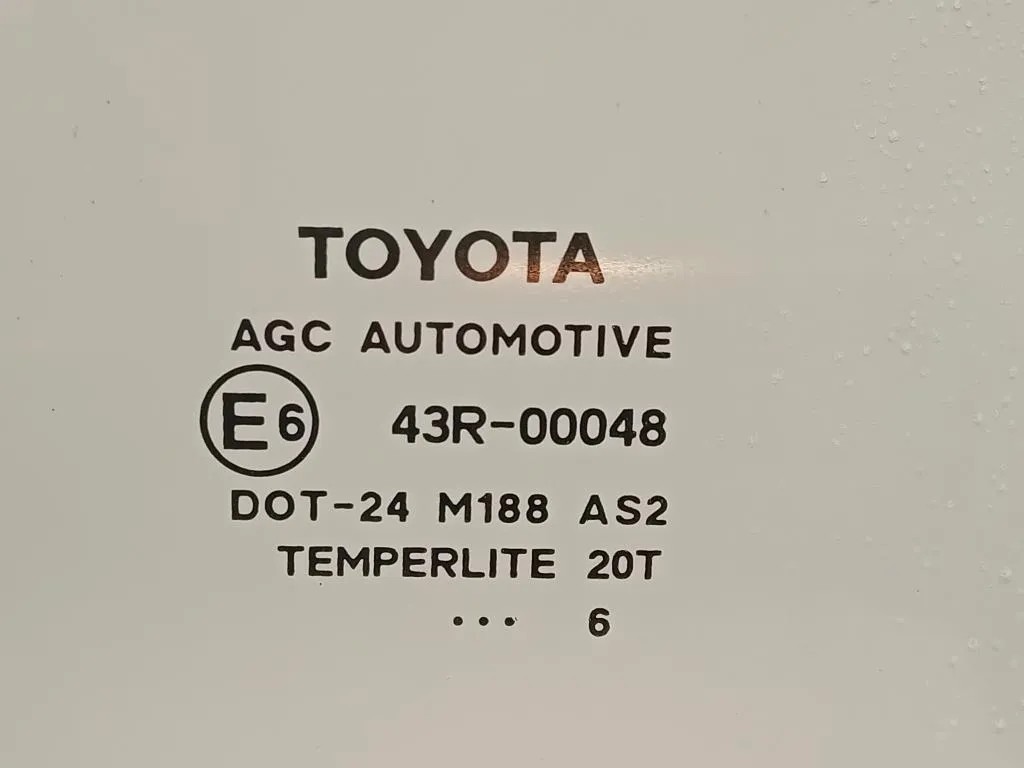 TOYOTA
AGC AUTOMOTIVE
E6 43R-00048
DOT-24 M188 AS2
TEMPERLITE 20T
... 6